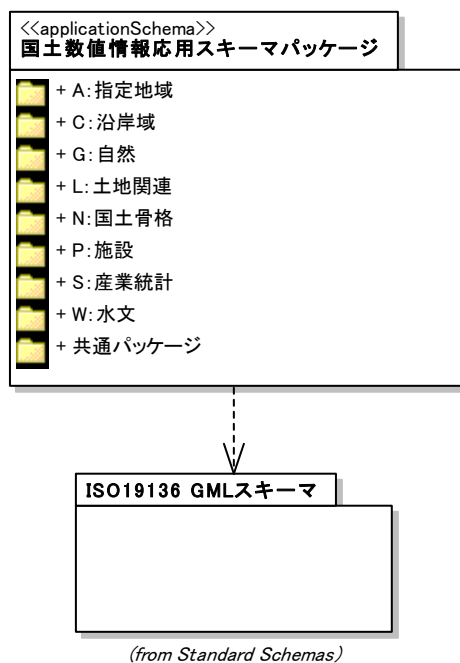 <<applicationSchema>>
国土数値情報応用スキーマパッケージ
+ A:指定地域
+ C:沿岸域
+ G:自然
+ L:土地関連
+ N:国土骨格
+ P:施設
+ S:産業統計
+ W:水文
+ 共通パッケージ
ISO19136 GMLスキーマ
(from Standard Schemas)